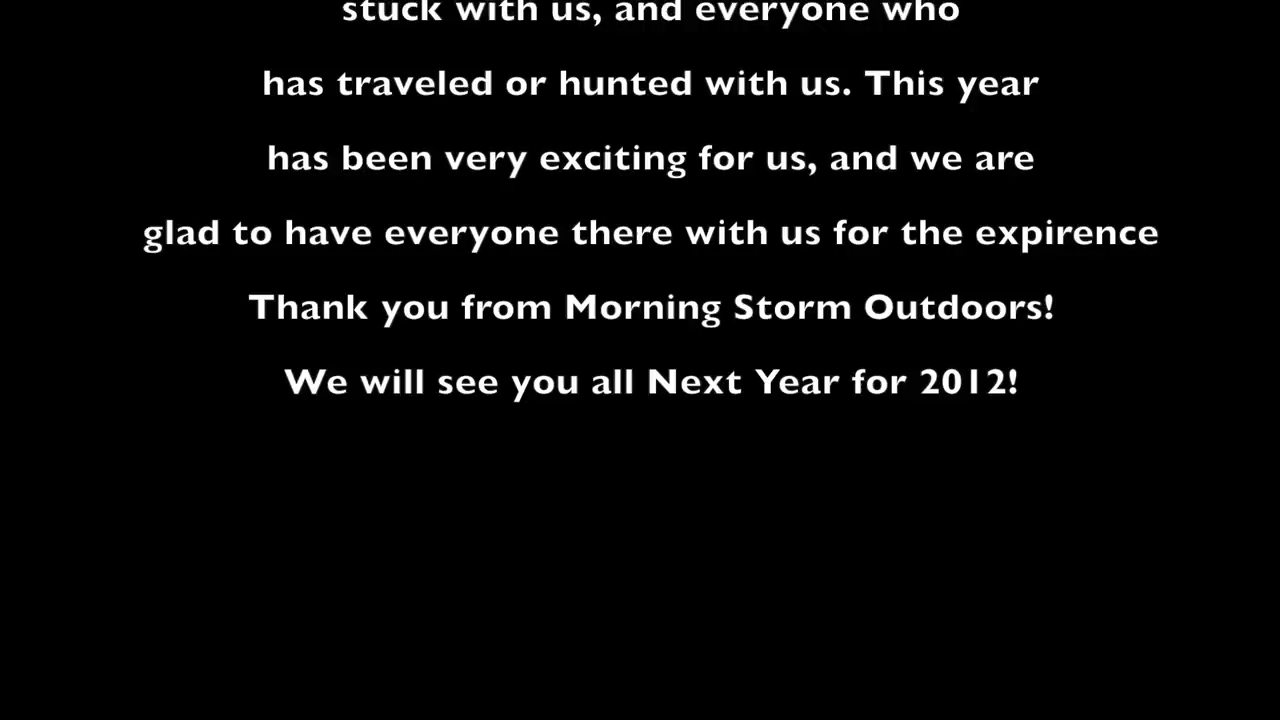 stuck with us, and everyone who
has traveled or hunted with us. This year
has been very exciting for us, and we are
glad to have everyone there with us for the expirence
Thank you from Morning Storm Outdoors!
We will see you all Next Year for 2012!